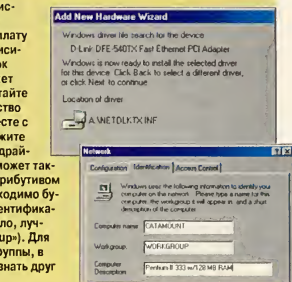 ис-
плату
иси-
ок
ет
тайте
ство
сте с
жите
драй-
может так-
рибутивом
ходимо бу-
ентифика-
ло, луч-
up»). Для
руппы, в
знать друг
Add New Hardware Wizard
Windows driver file search for the device:
D-Link DFE-540TX Fast Ethernet PCI Adapter
Windows is now ready to install the selected driver
for this device. Click Back to select a different driver,
or click Next to continue.
Location of driver:
A:\NETDLKTX.INF
Network
Configuration Identification Access Control
Windows uses the following information to identify your
computer on the network. Please type a name for this
computer, the workgroup it will appear in, and a short
description of the computer.
Computer name: CATAMOUNT
Workgroup: WORKGROUP
Computer
Description: Pentium II 333 w/128 MB RAM